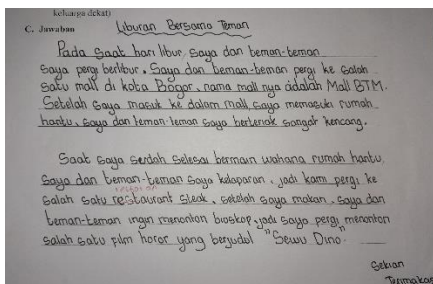 keluarga dekat)
C. Jawaban
Liburan Bersama Teman
Pada saat hari libur, saya dan teman-teman
saya pergi berlibur. Saya dan teman-teman pergi ke salah
satu mall di kota Bogor, nama mall nya adalah Mall BTM.
Setelah saya masuk ke dalam mall, saya memasuki rumah
hantu, saya dan teman-teman saya berteriak sangat kencang.
Saat saya sudah selesai bermain wahana rumah hantu.
Saya dan teman-teman saya kelaparan, jadi kami pergi ke
salah satu restaurant steak, setelah saya makan, saya dan
teman-teman ingin menonton bioskop, jadi saya pergi menonton
salah satu film horor yang berjudul "Sewu Dino".
Sekian
Terimakasi